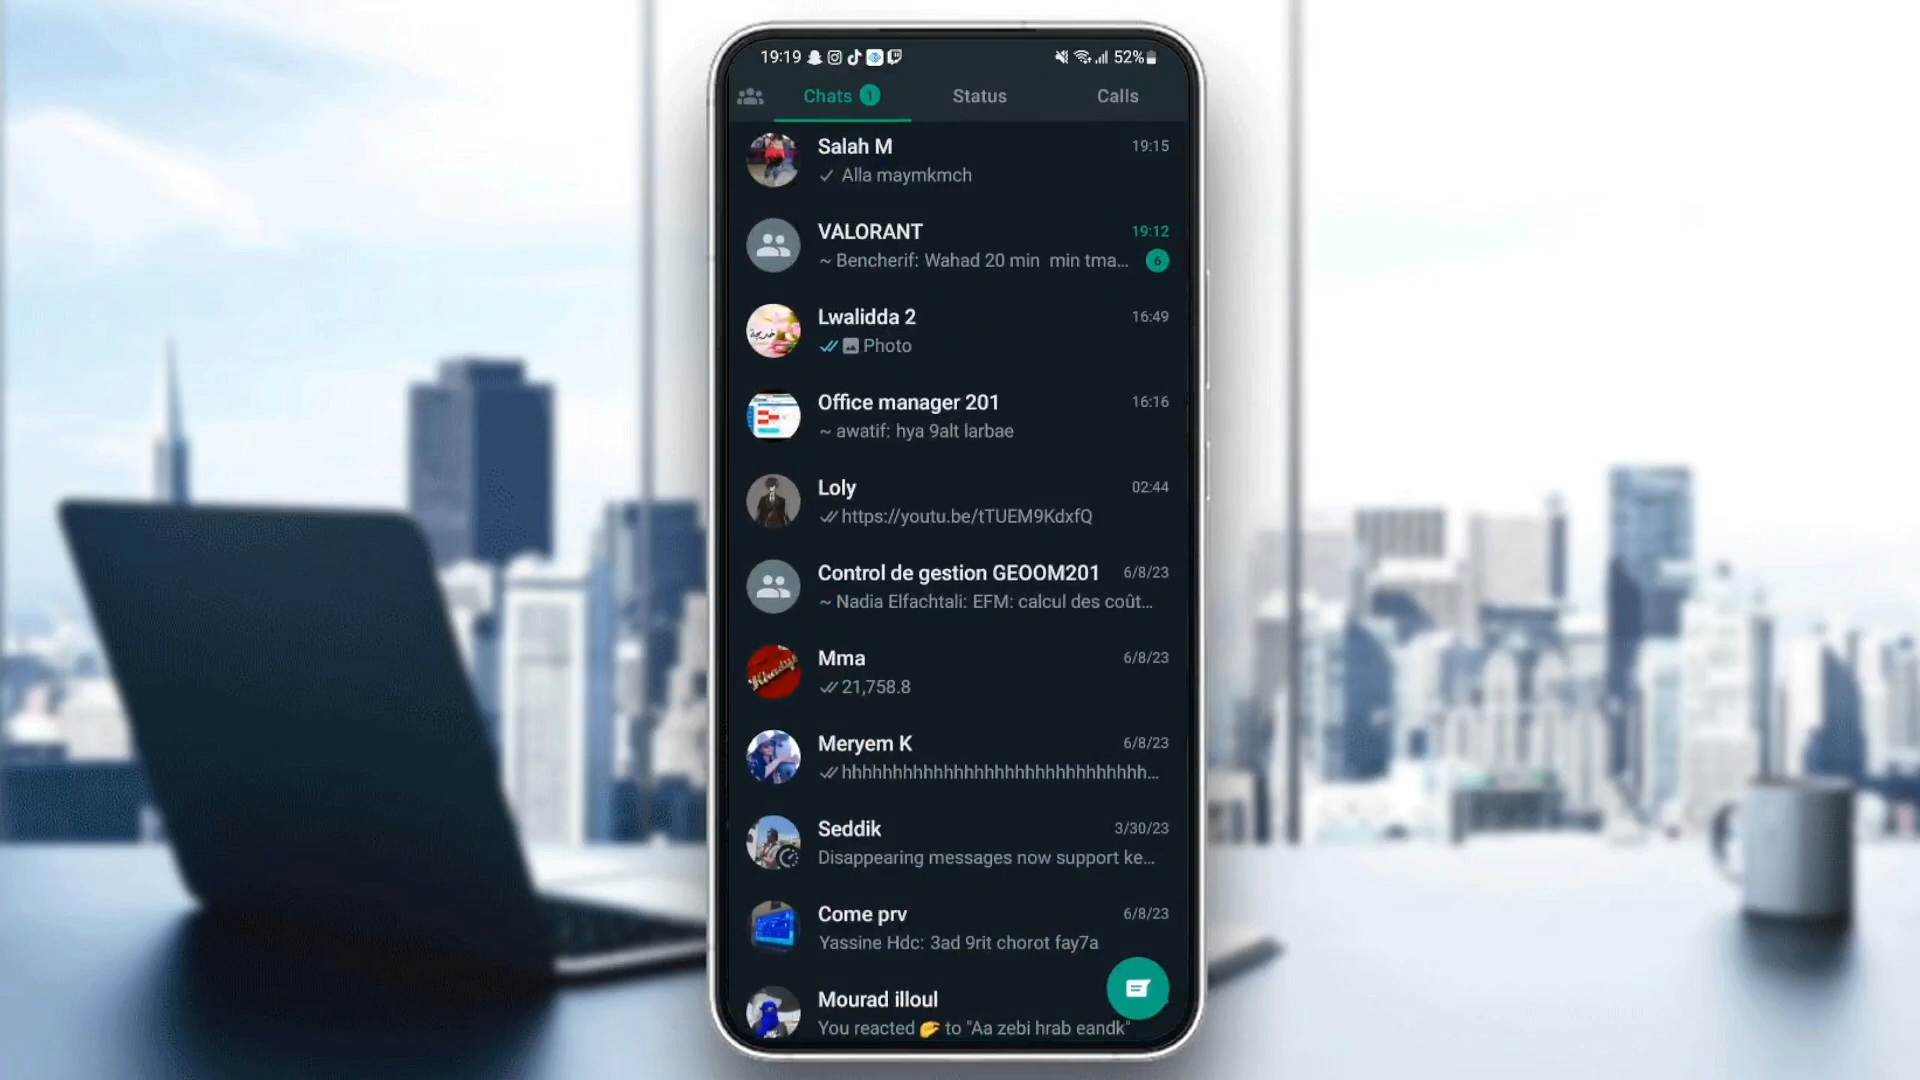 19:19 52%
Chats 1 Status Calls
Salah M 19:15
Alla maymkmch
VALORANT 19:12
~ Bencherif: Wahad 20 min min tma... 6
Lwalidda 2 16:49
Photo
Office manager 201 16:16
~ awatif: hya 9alt larbae
Loly 02:44
https://youtu.be/tTUEM9KdxfQ
Control de gestion GEOOM201 6/8/23
~ Nadia Elfachtali: EFM: calcul des coût...
Mma 6/8/23
21,758.8
Meryem K 6/8/23
hhhhhhhhhhhhhhhhhhhhhhhhhhhhhh...
Seddik 3/30/23
Disappearing messages now support ke...
Come prv 6/8/23
Yassine Hdc: 3ad 9rit chorot fay7a
Mourad illoul
You reacted 🫴 to "Aa zebi hrab eandk"